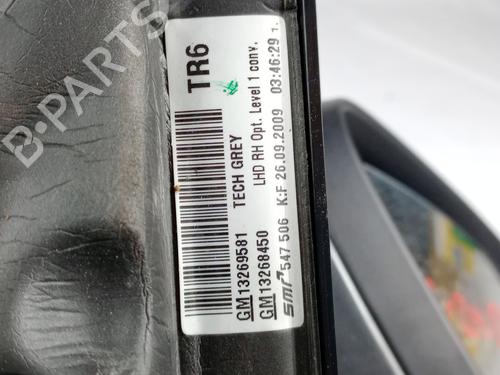 B-PARTS
TR6
GM13269581 TECH GREY
GM13268450 LHD RH Opt. Level 1 conv.
smr 547 506 K:F 26.09.2009 03:46:29 1.